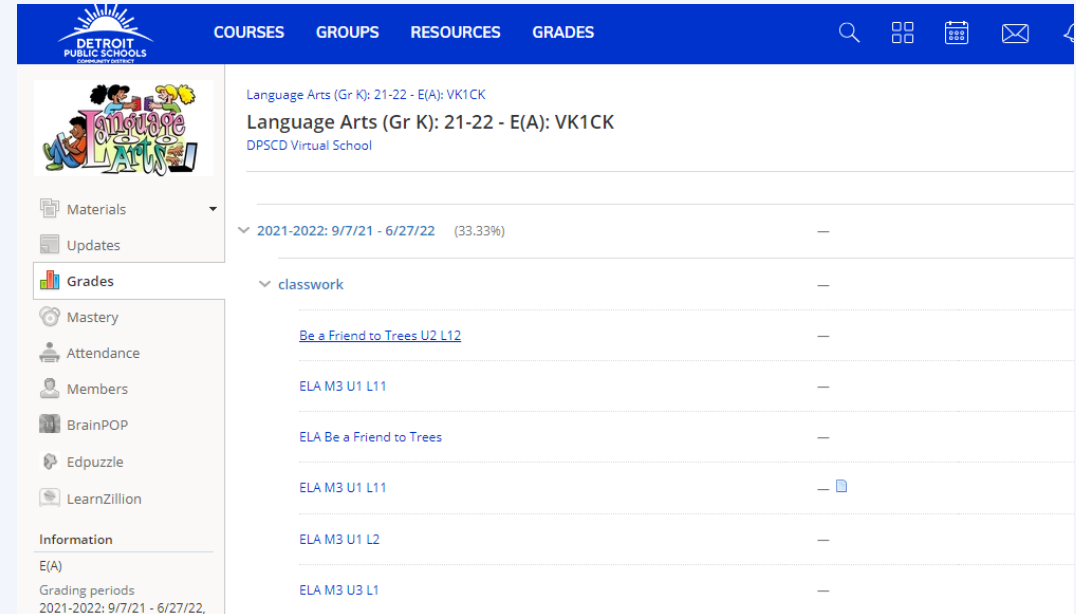 DETROIT
PUBLIC SCHOOLS
COMMUNITY DISTRICT
COURSES GROUPS RESOURCES GRADES
Language Arts
Language Arts (Gr K): 21-22 - E(A): VK1CK
Language Arts (Gr K): 21-22 - E(A): VK1CK
DPSCD Virtual School
Materials
Updates
Grades
Mastery
Attendance
Members
BrainPOP
Edpuzzle
LearnZillion
Information
E(A)
Grading periods
2021-2022: 9/7/21 - 6/27/22,
2021-2022: 9/7/21 - 6/27/22 (33.33%) —
classwork —
Be a Friend to Trees U2 L12 —
ELA M3 U1 L11 —
ELA Be a Friend to Trees —
ELA M3 U1 L11 —
ELA M3 U1 L2 —
ELA M3 U3 L1 —